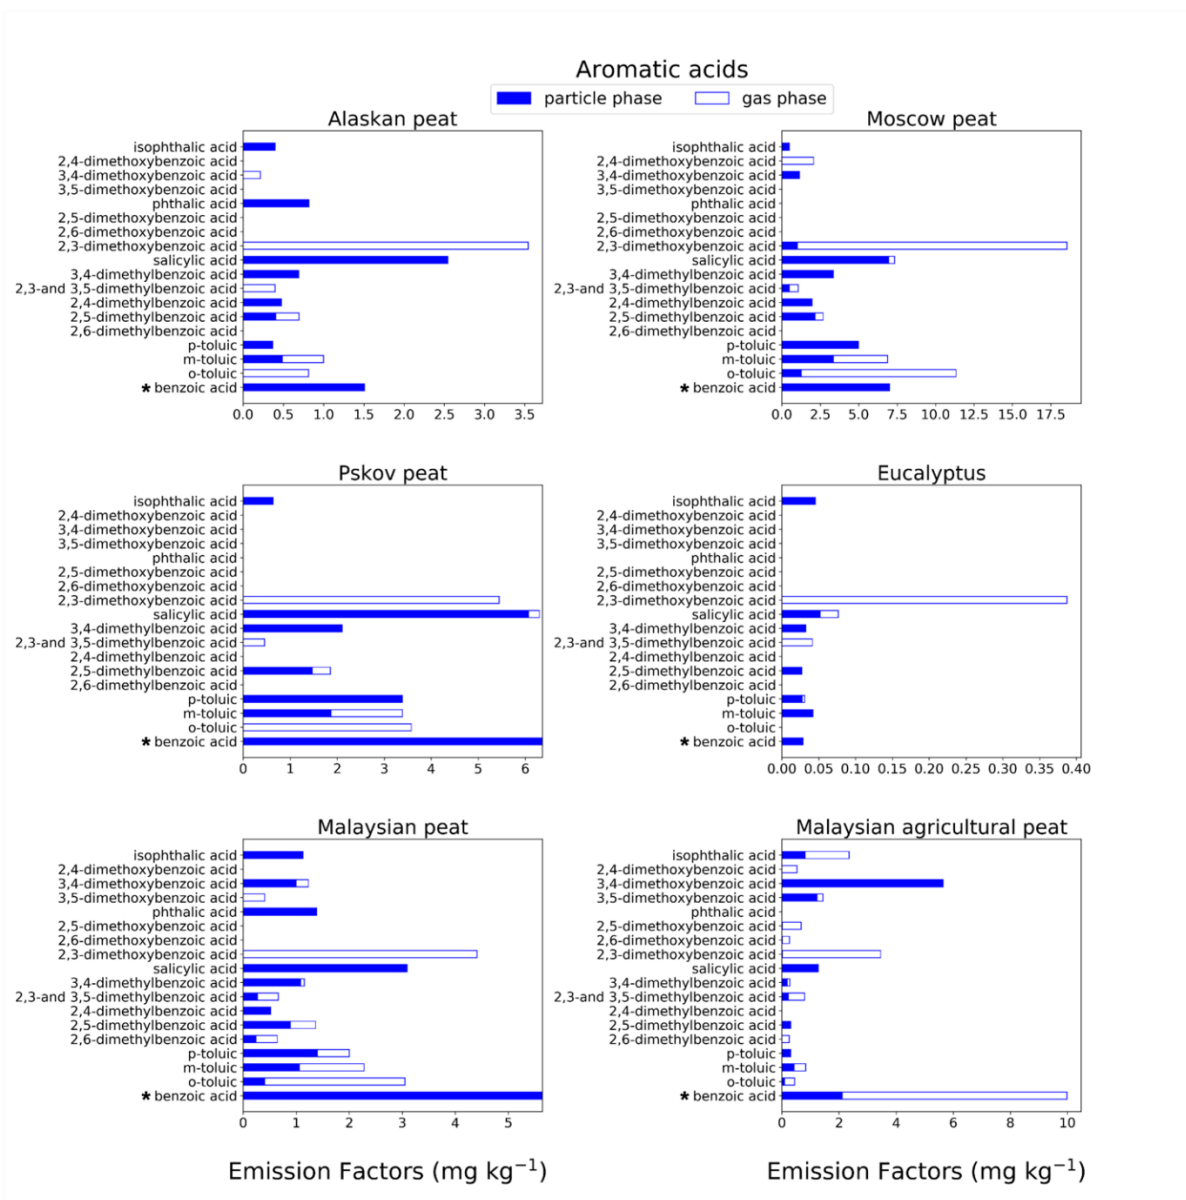 Aromatic acids
particle phase gas phase
Alaskan peat
isophthalic acid
2,4-dimethoxybenzoic acid
3,4-dimethoxybenzoic acid
3,5-dimethoxybenzoic acid
phthalic acid
2,5-dimethoxybenzoic acid
2,6-dimethoxybenzoic acid
2,3-dimethoxybenzoic acid
salicylic acid
3,4-dimethylbenzoic acid
2,3-and 3,5-dimethylbenzoic acid
2,4-dimethylbenzoic acid
2,5-dimethylbenzoic acid
2,6-dimethylbenzoic acid
p-toluic
m-toluic
o-toluic
* benzoic acid
0.0 0.5 1.0 1.5 2.0 2.5 3.0 3.5
Moscow peat
isophthalic acid
2,4-dimethoxybenzoic acid
3,4-dimethoxybenzoic acid
3,5-dimethoxybenzoic acid
phthalic acid
2,5-dimethoxybenzoic acid
2,6-dimethoxybenzoic acid
2,3-dimethoxybenzoic acid
salicylic acid
3,4-dimethylbenzoic acid
2,3-and 3,5-dimethylbenzoic acid
2,4-dimethylbenzoic acid
2,5-dimethylbenzoic acid
2,6-dimethylbenzoic acid
p-toluic
m-toluic
o-toluic
* benzoic acid
0.0 2.5 5.0 7.5 10.0 12.5 15.0 17.5
Pskov peat
isophthalic acid
2,4-dimethoxybenzoic acid
3,4-dimethoxybenzoic acid
3,5-dimethoxybenzoic acid
phthalic acid
2,5-dimethoxybenzoic acid
2,6-dimethoxybenzoic acid
2,3-dimethoxybenzoic acid
salicylic acid
3,4-dimethylbenzoic acid
2,3-and 3,5-dimethylbenzoic acid
2,4-dimethylbenzoic acid
2,5-dimethylbenzoic acid
2,6-dimethylbenzoic acid
p-toluic
m-toluic
o-toluic
* benzoic acid
0 1 2 3 4 5 6
Eucalyptus
isophthalic acid
2,4-dimethoxybenzoic acid
3,4-dimethoxybenzoic acid
3,5-dimethoxybenzoic acid
phthalic acid
2,5-dimethoxybenzoic acid
2,6-dimethoxybenzoic acid
2,3-dimethoxybenzoic acid
salicylic acid
3,4-dimethylbenzoic acid
2,3-and 3,5-dimethylbenzoic acid
2,4-dimethylbenzoic acid
2,5-dimethylbenzoic acid
2,6-dimethylbenzoic acid
p-toluic
m-toluic
o-toluic
* benzoic acid
0.00 0.05 0.10 0.15 0.20 0.25 0.30 0.35 0.40
Malaysian peat
isophthalic acid
2,4-dimethoxybenzoic acid
3,4-dimethoxybenzoic acid
3,5-dimethoxybenzoic acid
phthalic acid
2,5-dimethoxybenzoic acid
2,6-dimethoxybenzoic acid
2,3-dimethoxybenzoic acid
salicylic acid
3,4-dimethylbenzoic acid
2,3-and 3,5-dimethylbenzoic acid
2,4-dimethylbenzoic acid
2,5-dimethylbenzoic acid
2,6-dimethylbenzoic acid
p-toluic
m-toluic
o-toluic
* benzoic acid
0 1 2 3 4 5
Emission Factors (mg kg⁻¹)
Malaysian agricultural peat
isophthalic acid
2,4-dimethoxybenzoic acid
3,4-dimethoxybenzoic acid
3,5-dimethoxybenzoic acid
phthalic acid
2,5-dimethoxybenzoic acid
2,6-dimethoxybenzoic acid
2,3-dimethoxybenzoic acid
salicylic acid
3,4-dimethylbenzoic acid
2,3-and 3,5-dimethylbenzoic acid
2,4-dimethylbenzoic acid
2,5-dimethylbenzoic acid
2,6-dimethylbenzoic acid
p-toluic
m-toluic
o-toluic
* benzoic acid
0 2 4 6 8 10
Emission Factors (mg kg⁻¹)